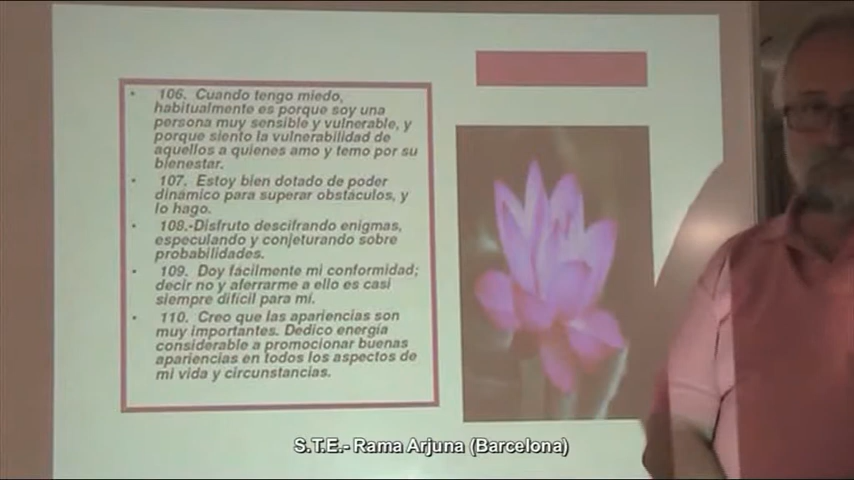 106. Cuando tengo miedo,
habitualmente es porque soy una
persona muy sensible y vulnerable, y
porque siento la vulnerabilidad de
aquellos a quienes amo y temo por su
bienestar.
107. Estoy bien dotado de poder
dinámico para superar obstáculos, y
lo hago.
108.-Disfruto descifrando enigmas,
especulando y conjeturando sobre
probabilidades.
109. Doy fácilmente mi conformidad;
decir no y aferrarme a ello es casi
siempre difícil para mí.
110. Creo que las apariencias son
muy importantes. Dedico energía
considerable a promocionar buenas
apariencias en todos los aspectos de
mi vida y circunstancias.
S.T.E.- Rama Arjuna (Barcelona)